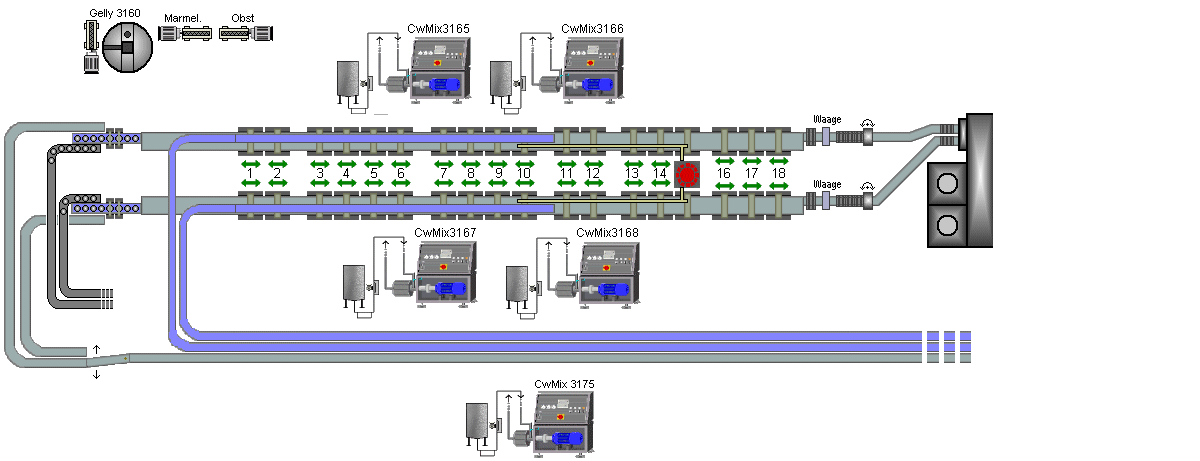 Gelly 3160
Marmel.
Obst
CwMix3165
CwMix3166
Waage
1 2 3 4 5 6 7 8 9 10 11 12 13 14 16 17 18
Waage
CwMix3167
CwMix3168
CwMix 3175